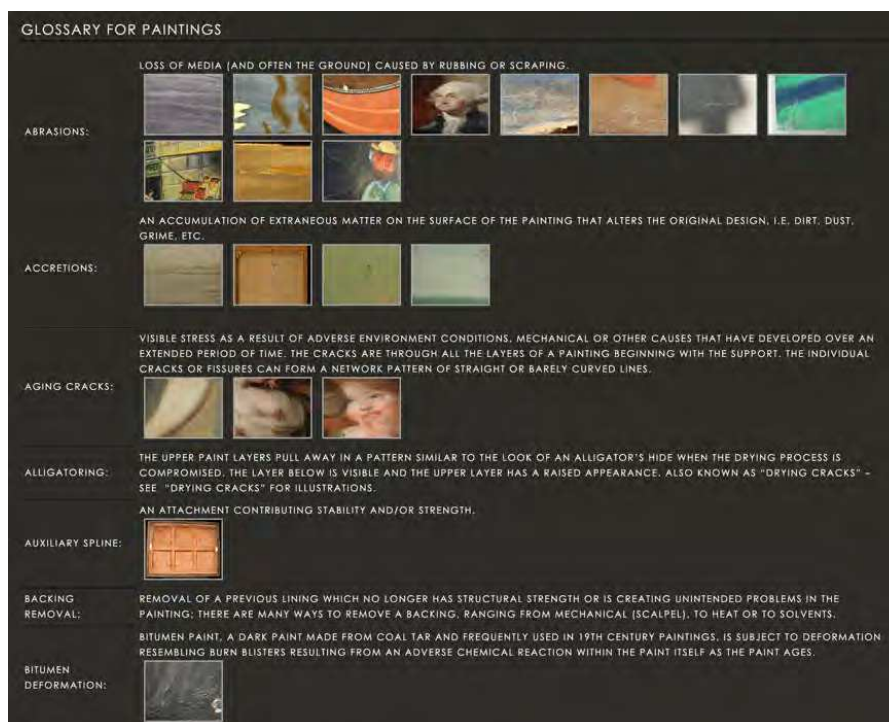 GLOSSARY FOR PAINTINGS
ABRASIONS:
LOSS OF MEDIA (AND OFTEN THE GROUND) CAUSED BY RUBBING OR SCRAPING.
ACCRETIONS:
AN ACCUMULATION OF EXTRANEOUS MATTER ON THE SURFACE OF THE PAINTING THAT ALTERS THE ORIGINAL DESIGN, I.E. DIRT, DUST,
GRIME, ETC.
AGING CRACKS:
VISIBLE STRESS AS A RESULT OF ADVERSE ENVIRONMENT CONDITIONS, MECHANICAL OR OTHER CAUSES THAT HAVE DEVELOPED OVER AN
EXTENDED PERIOD OF TIME. THE CRACKS ARE THROUGH ALL THE LAYERS OF A PAINTING BEGINNING WITH THE SUPPORT. THE INDIVIDUAL
CRACKS OR FISSURES CAN FORM A NETWORK PATTERN OF STRAIGHT OR BARELY CURVED LINES.
ALLIGATORING:
THE UPPER PAINT LAYERS PULL AWAY IN A PATTERN SIMILAR TO THE LOOK OF AN ALLIGATOR'S HIDE WHEN THE DRYING PROCESS IS
COMPROMISED. THE LAYER BELOW IS VISIBLE AND THE UPPER LAYER HAS A RAISED APPEARANCE. ALSO KNOWN AS "DRYING CRACKS" –
SEE "DRYING CRACKS" FOR ILLUSTRATIONS.
AUXILIARY SPLINE:
AN ATTACHMENT CONTRIBUTING STABILITY AND/OR STRENGTH.
BACKING
REMOVAL:
REMOVAL OF A PREVIOUS LINING WHICH NO LONGER HAS STRUCTURAL STRENGTH OR IS CREATING UNINTENDED PROBLEMS IN THE
PAINTING; THERE ARE MANY WAYS TO REMOVE A BACKING, RANGING FROM MECHANICAL (SCALPEL), TO HEAT OR TO SOLVENTS.
BITUMEN
DEFORMATION:
BITUMEN PAINT, A DARK PAINT MADE FROM COAL TAR AND FREQUENTLY USED IN 19TH CENTURY PAINTINGS, IS SUBJECT TO DEFORMATION
RESEMBLING BURN BLISTERS RESULTING FROM AN ADVERSE CHEMICAL REACTION WITHIN THE PAINT ITSELF AS THE PAINT AGES.